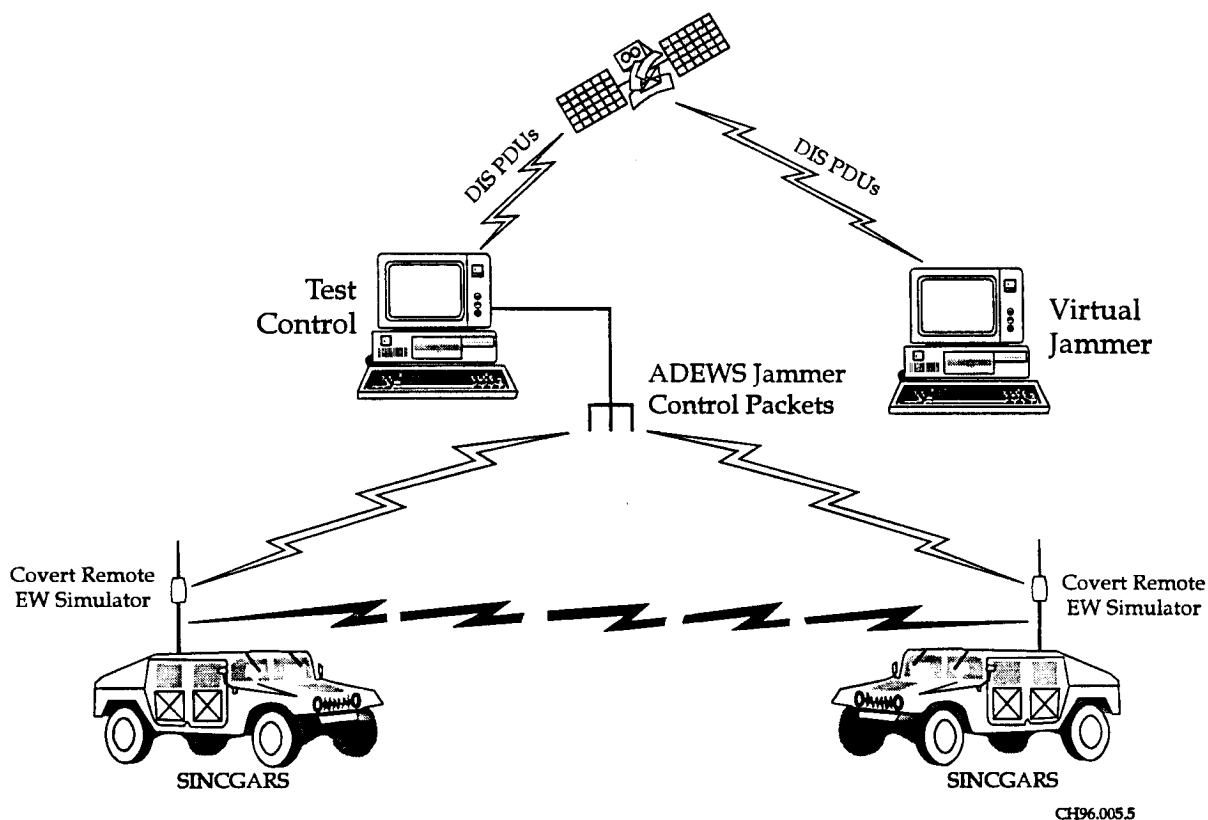 DIS PDUs
DIS PDUs
Test
Control
Virtual
Jammer
ADEWS Jammer
Control Packets
Covert Remote
EW Simulator
Covert Remote
EW Simulator
SINCGARS
SINCGARS
CH96.005.5